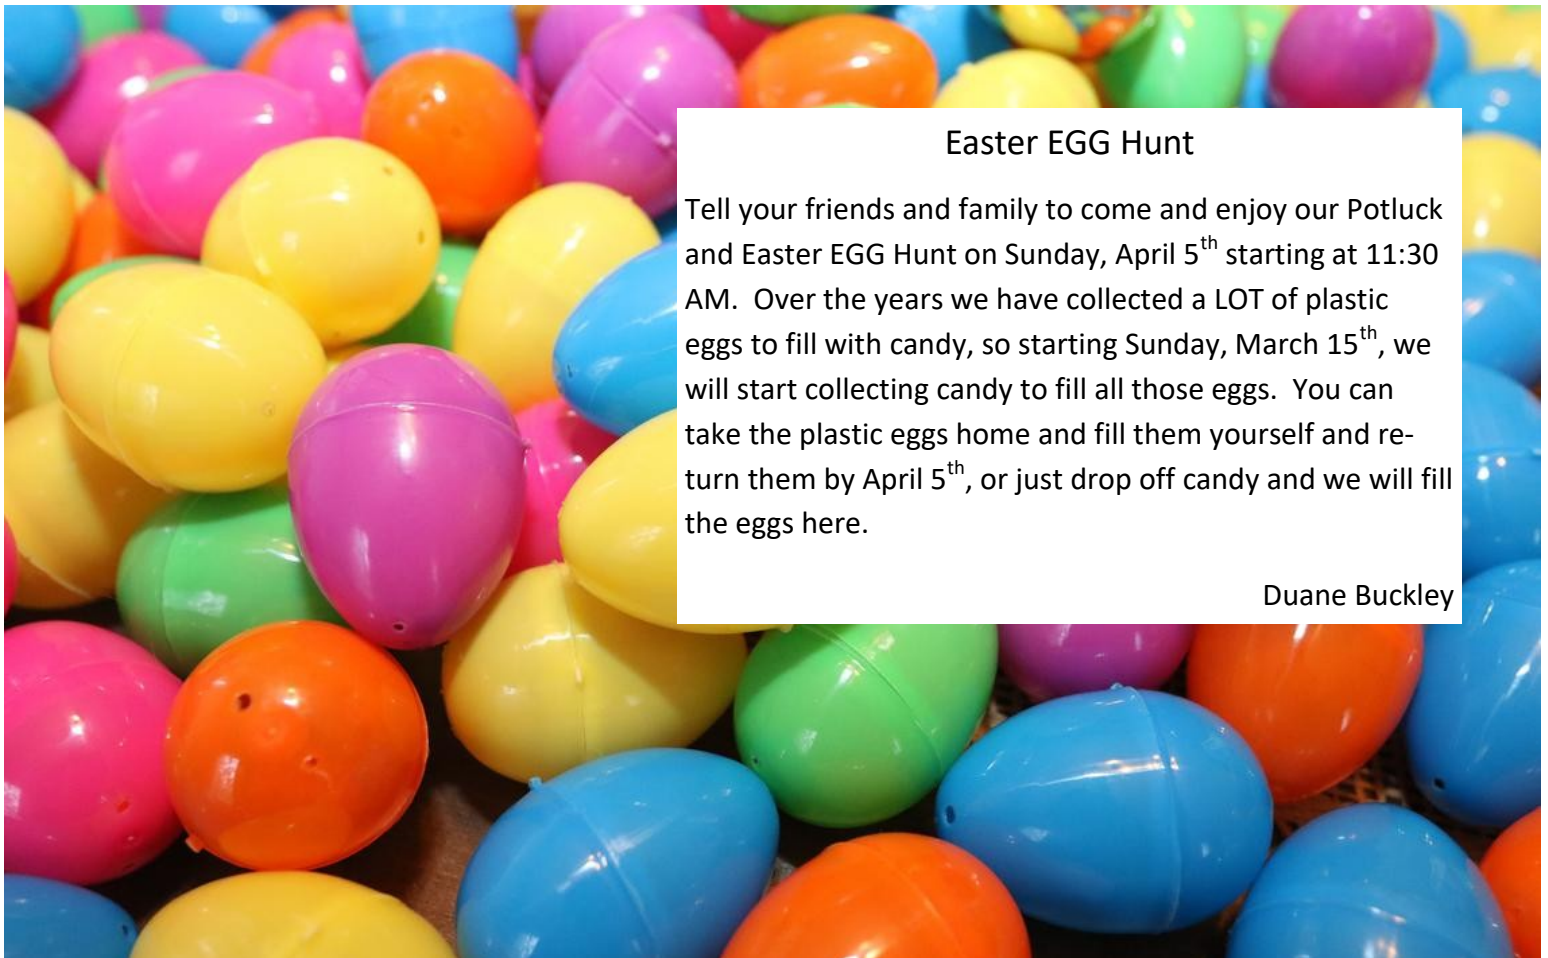 Easter EGG Hunt
Tell your friends and family to come and enjoy our Potluck
and Easter EGG Hunt on Sunday, April 5th starting at 11:30
AM.  Over the years we have collected a LOT of plastic
eggs to fill with candy, so starting Sunday, March 15th, we
will start collecting candy to fill all those eggs.  You can
take the plastic eggs home and fill them yourself and re-
turn them by April 5th, or just drop off candy and we will fill
the eggs here.
Duane Buckley